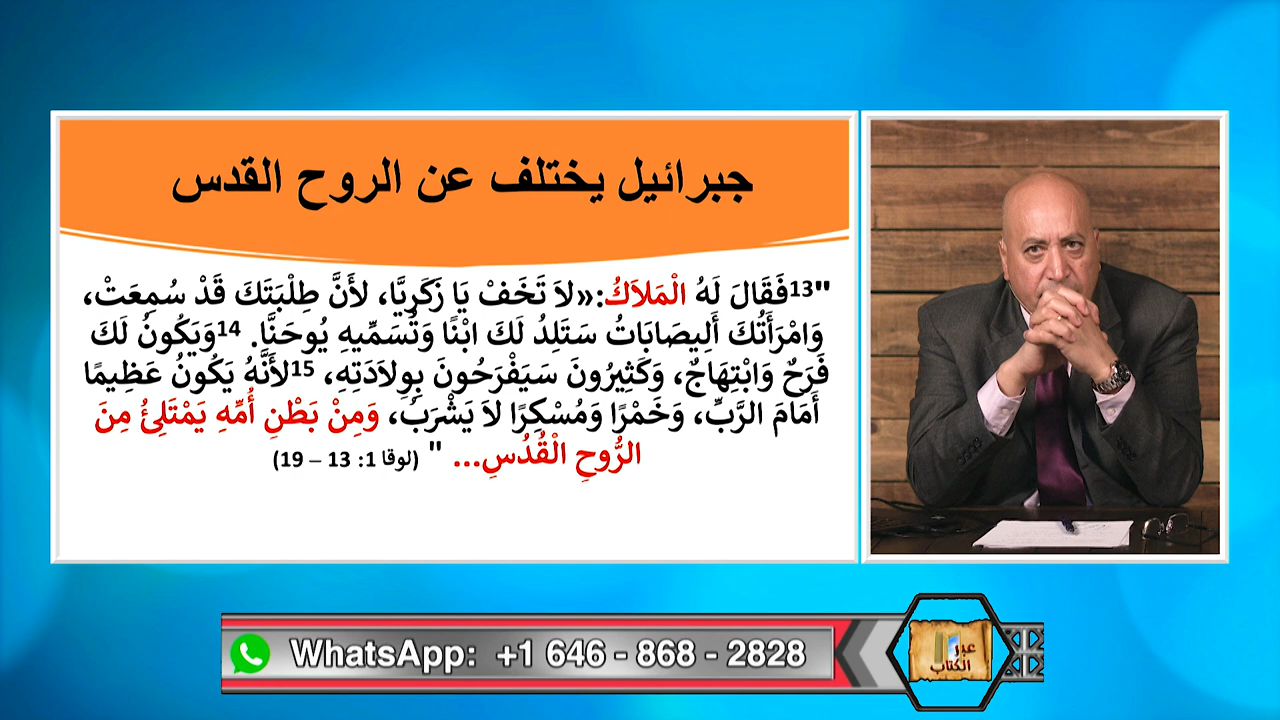 جبرائيل يختلف عن الروح القدس
"13فَقَالَ لَهُ الْمَلاَكُ:«لاَ تَخَفْ يَا زَكَرِيَّا، لأَنَّ طِلْبَتَكَ قَدْ سُمِعَتْ،
وَامْرَأَتُكَ أَلِيصَابَاتُ سَتَلِدُ لَكَ ابْنًا وَتُسَمِّيهِ يُوحَنَّا. 14وَيَكُونُ لَكَ
فَرَحٌ وَابْتِهَاجٌ، وَكَثِيرُونَ سَيَفْرَحُونَ بِوِلاَدَتِهِ، 15لأَنَّهُ يَكُونُ عَظِيمًا
أَمَامَ الرَّبِّ، وَخَمْرًا وَمُسْكِرًا لاَ يَشْرَبُ، وَمِنْ بَطْنِ أُمِّهِ يَمْتَلِئُ مِنَ
الرُّوحِ الْقُدُسِ... " (لوقا 1: 13 – 19)
WhatsApp: +1 646 - 868 - 2828
عبر
الكتاب